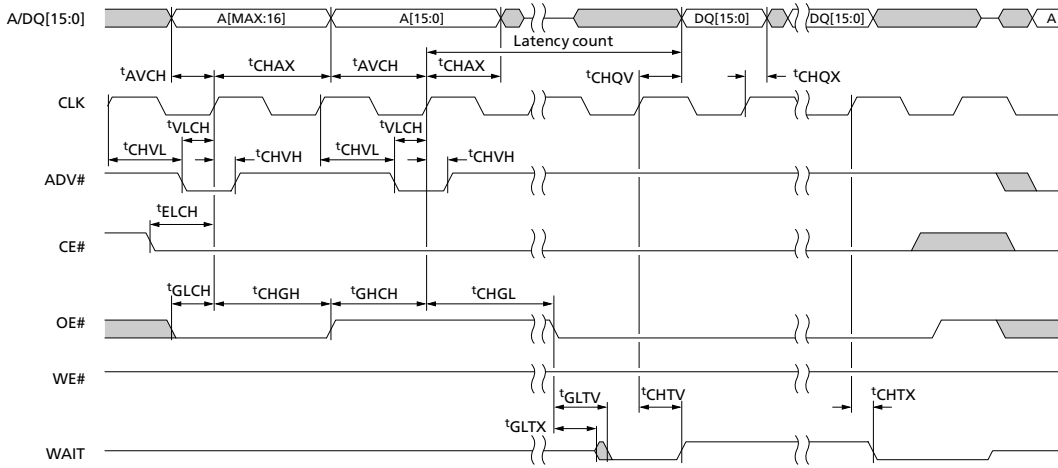 A/DQ[15:0] A[MAX:16] A[15:0] DQ[15:0] DQ[15:0] A
Latency count
tAVCH tCHAX tAVCH tCHAX tCHQV tCHQX
CLK
tVLCH tVLCH
tCHVL tCHVH tCHVL tCHVH
ADV#
tELCH
CE#
tGLCH tCHGH tGHCH tCHGL
OE#
WE#
tGLTV tCHTV tCHTX
tGLTX
WAIT